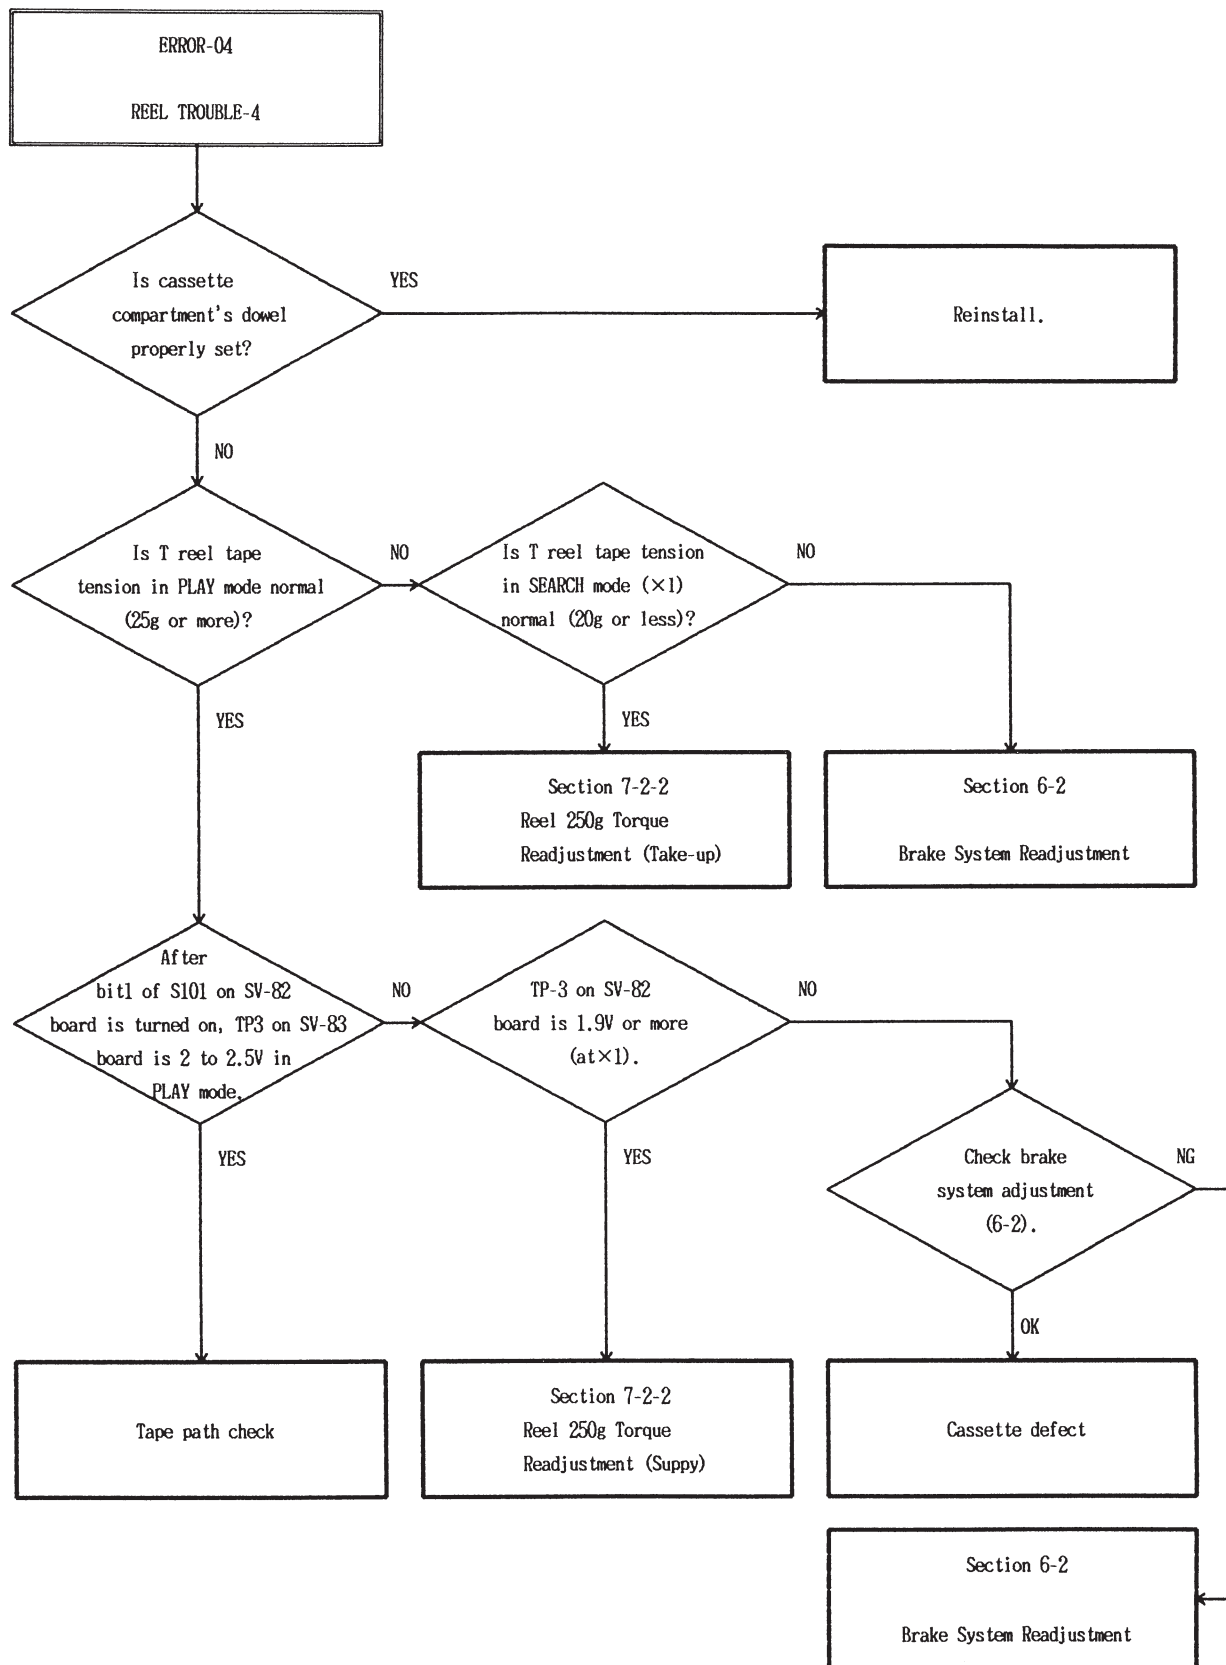 ERROR-04
REEL TROUBLE-4
Is cassette
compartment's dowel
properly set?
YES
Reinstall.
NO
Is T reel tape
tension in PLAY mode normal
(25g or more)?
NO
Is T reel tape tension
in SEARCH mode (×1)
normal (20g or less)?
NO
YES
YES
Section 7-2-2
Reel 250g Torque
Readjustment (Take-up)
Section 6-2
Brake System Readjustment
After
bit1 of S101 on SV-82
board is turned on, TP3 on SV-83
board is 2 to 2.5V in
PLAY mode.
NO
TP-3 on SV-82
board is 1.9V or more
(at×1).
NO
YES
YES
Check brake
system adjustment
(6-2).
NG
OK
Tape path check
Section 7-2-2
Reel 250g Torque
Readjustment (Suppy)
Cassette defect
Section 6-2
Brake System Readjustment